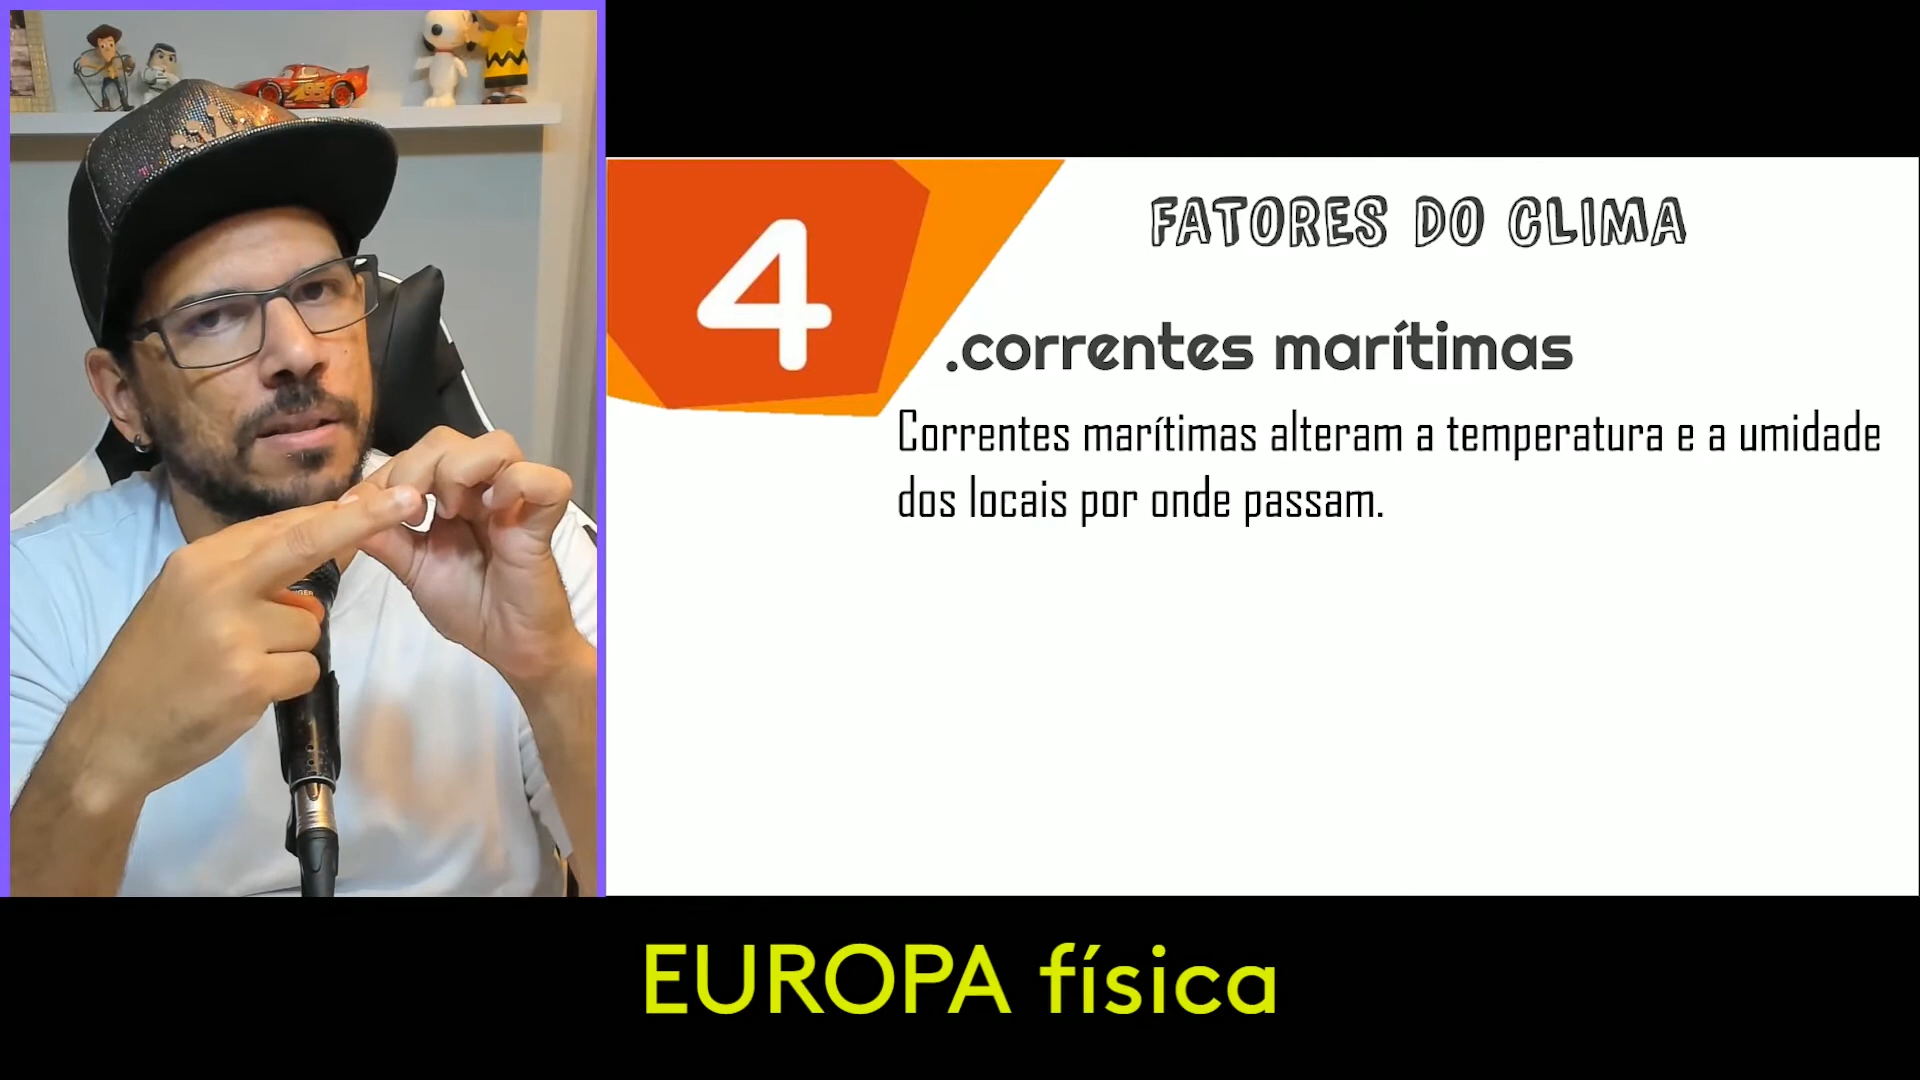 4
FATORES DO CLIMA
.correntes marítimas
Correntes marítimas alteram a temperatura e a umidade
dos locais por onde passam.
EUROPA física